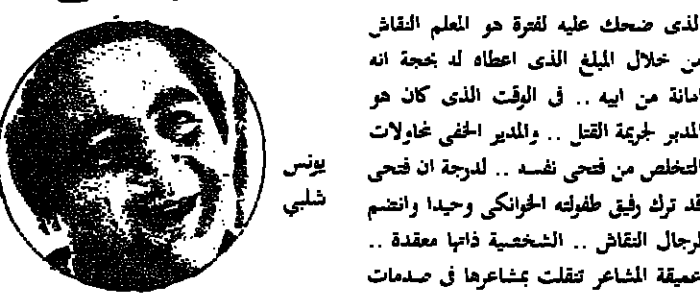 لذى ضحك عليه لفترة هو المعلم النقاش
من خلال المبلغ الذى اعطاه له بحجة انه
امانة من ابيه .. فى الوقت الذى كان هو
المدبر لجريمة القتل .. والمدير الخفى لمحاولات
التخلص من فتحى نفسه .. لدرجة ان فتحى
قد ترك رفيق طفولته الخوانكى وحيدا وانضم
لرجال النقاش .. الشخصية ذاتها معقدة ..
عميقة المشاعر تنقلت بمشاعرها فى صدمات
يونس
شلبي